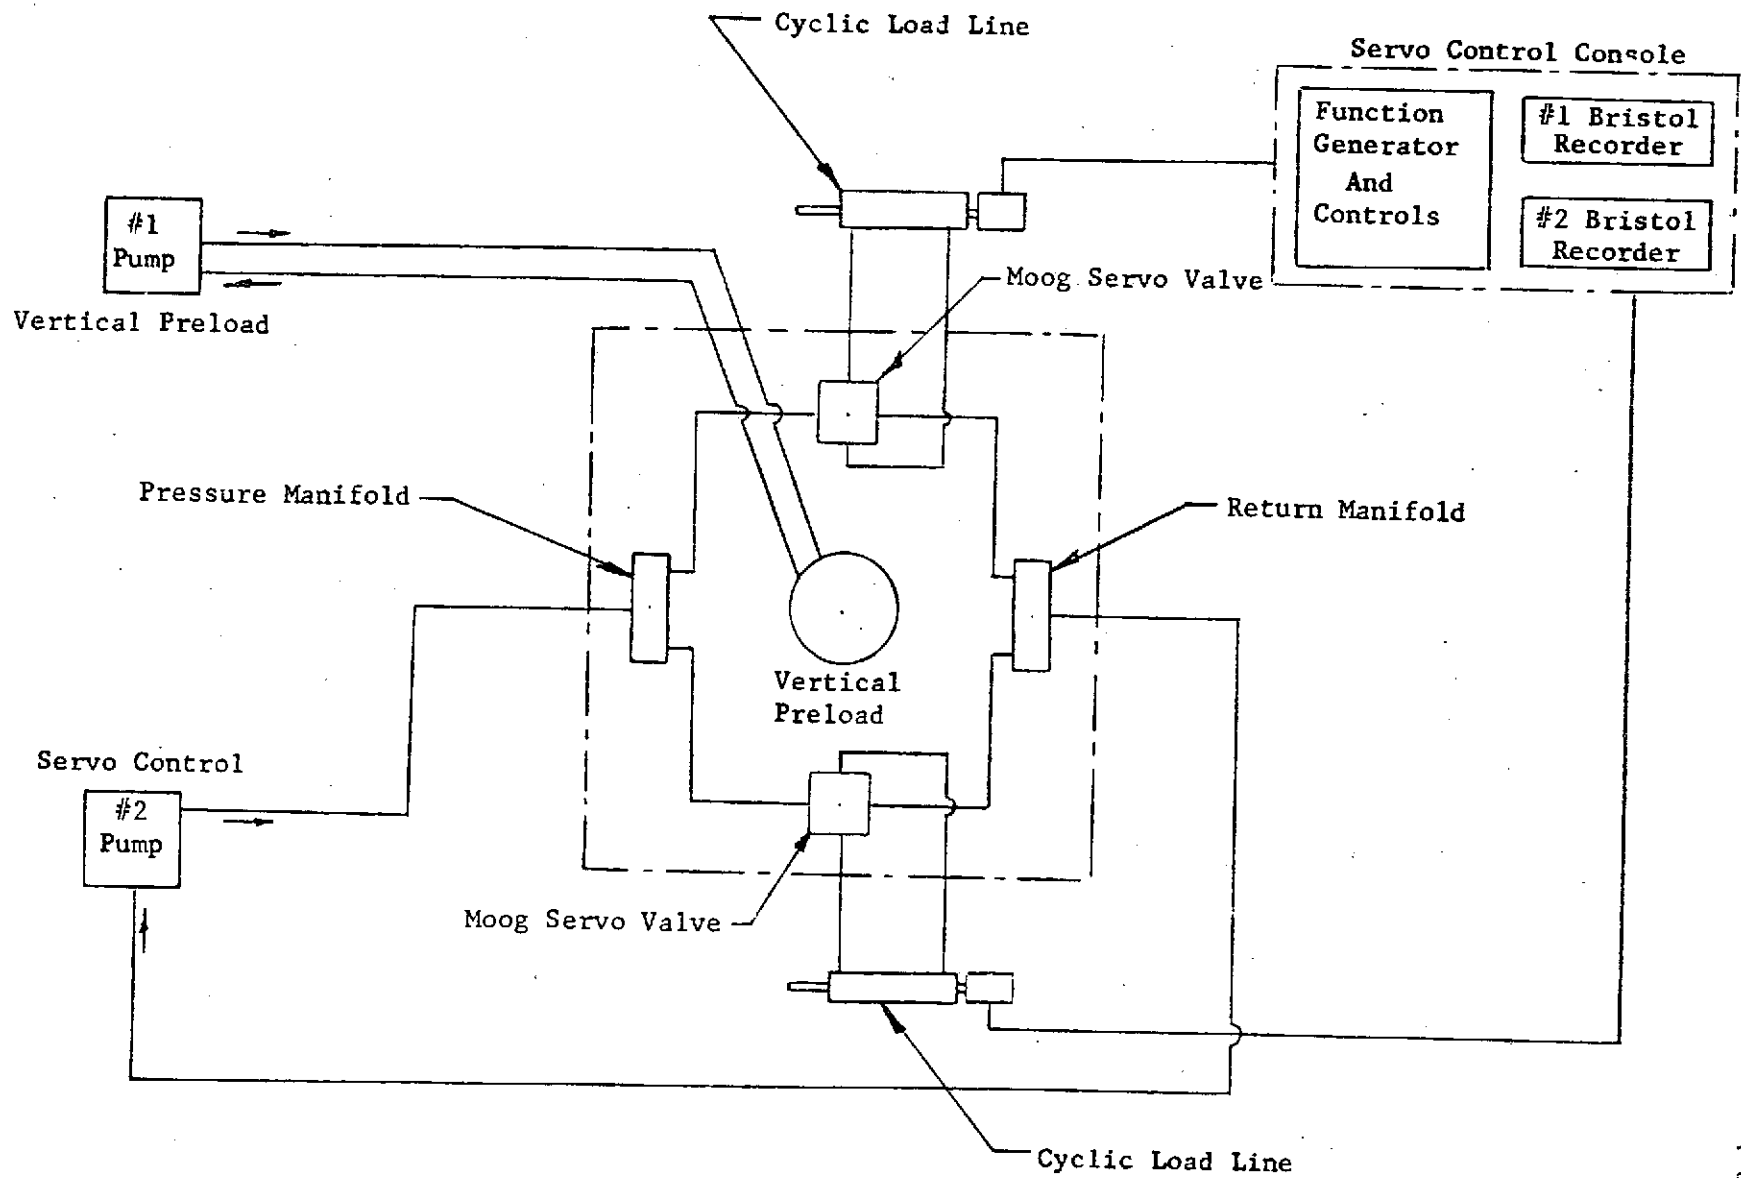 Cyclic Load Line
Servo Control Console
Function
Generator
And
Controls
#1 Bristol
Recorder
#2 Bristol
Recorder
#1
Pump
Vertical Preload
Moog Servo Valve
Pressure Manifold
Return Manifold
Vertical
Preload
Servo Control
#2
Pump
Moog Servo Valve
Cyclic Load Line